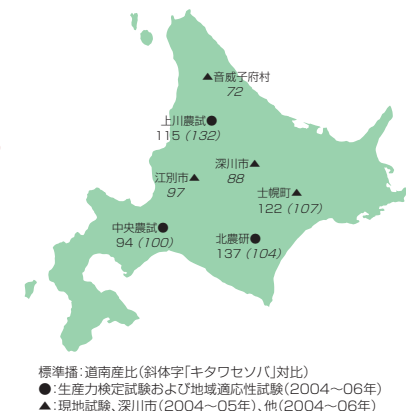 ▲音威子府村
72
上川農試●
115 (132)
深川市▲
88
江別市▲
97
士幌町▲
122 (107)
中央農試●
94 (100)
北農研●
137 (104)
標準播:道南産比(斜体字「キタワセソバ」対比)
●:生産力検定試験および地域適応性試験(2004〜06年)
▲:現地試験、深川市(2004〜05年)、他(2004〜06年)